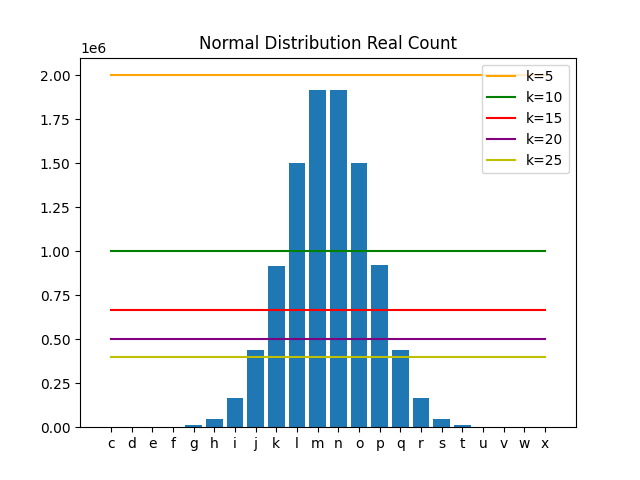 Normal Distribution Real Count
1e6
2.00
1.75
1.50
1.25
1.00
0.75
0.50
0.25
0.00
k=5
k=10
k=15
k=20
k=25
c d e f g h i j k l m n o p q r s t u v w x